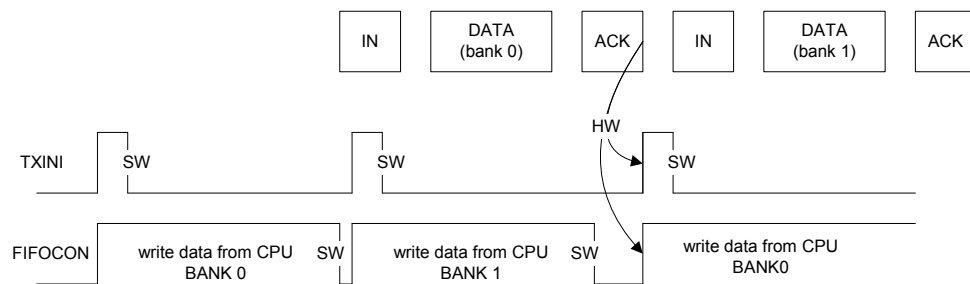 IN
DATA
(bank 0)
ACK
IN
DATA
(bank 1)
ACK
HW
TXINI
SW
SW
SW
FIFOCON
write data from CPU
BANK 0
SW
write data from CPU
BANK 1
SW
write data from CPU
BANK0